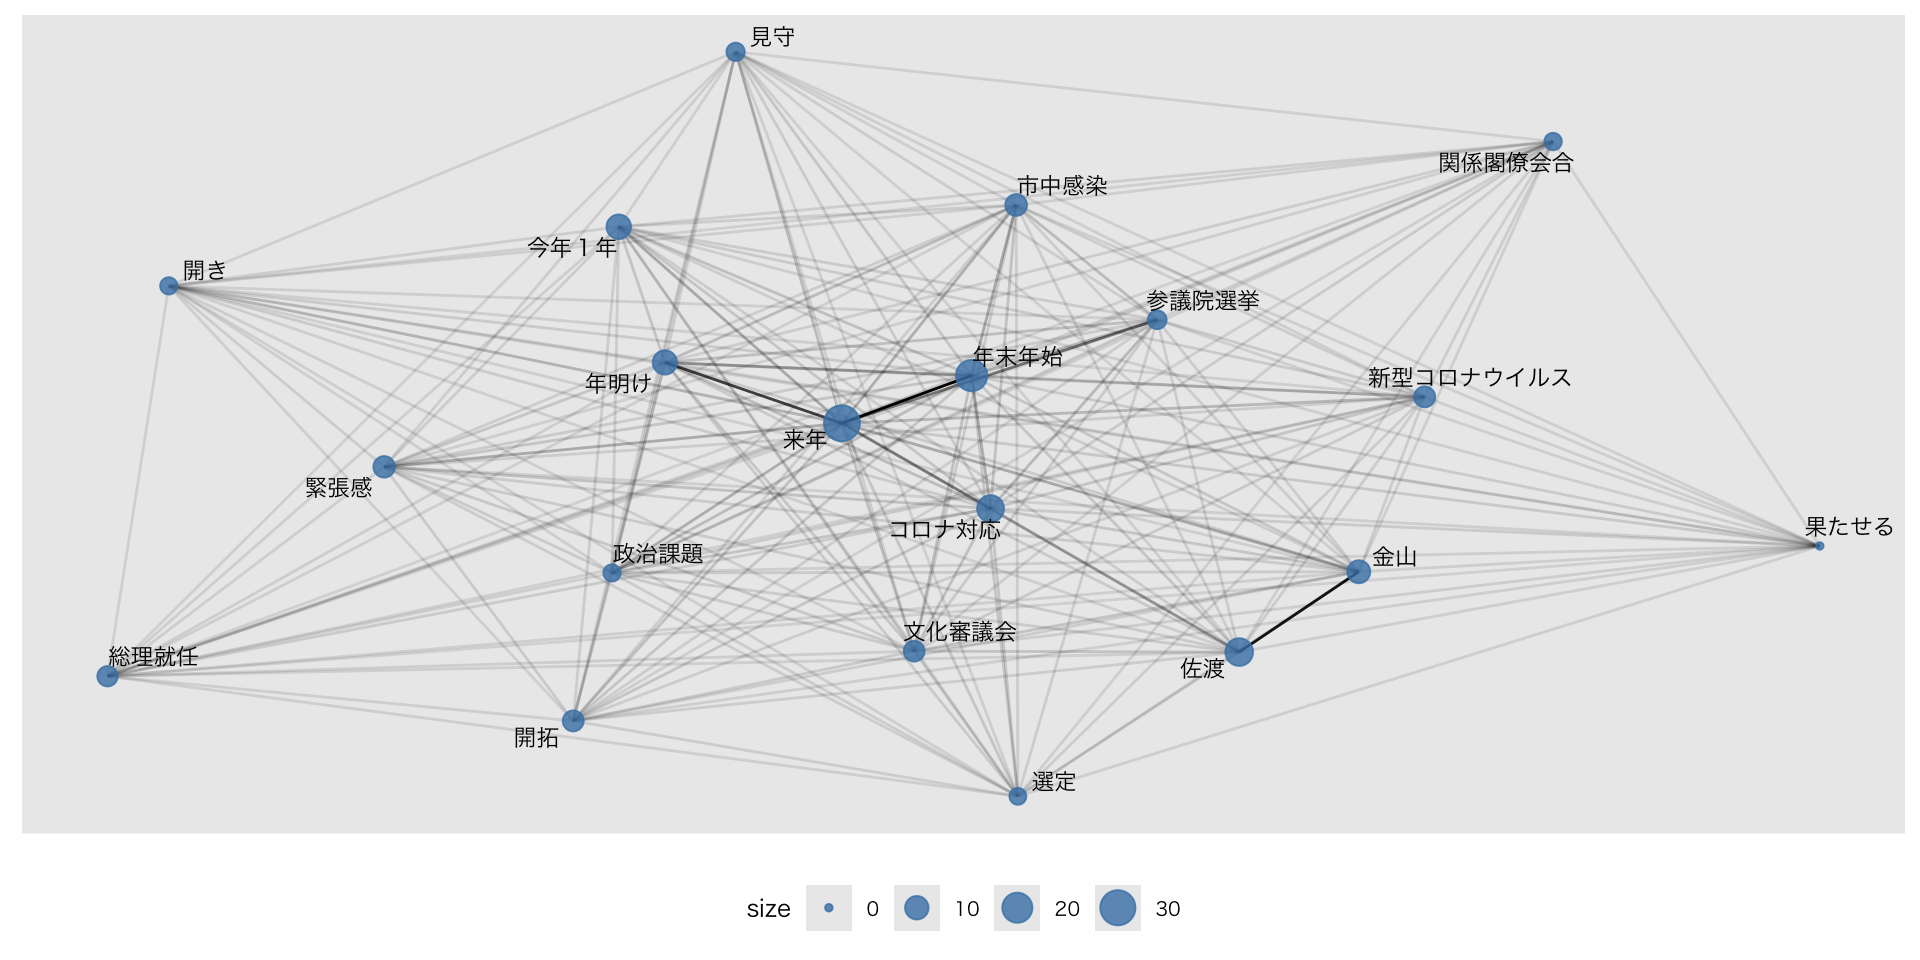 見守
関係閣僚会合
市中感染
今年１年
開き
参議院選挙
年末年始
新型コロナウイルス
年明け
来年
緊張感
コロナ対応
果たせる
政治課題
金山
文化審議会
総理就任
佐渡
開拓
選定
size 0 10 20 30